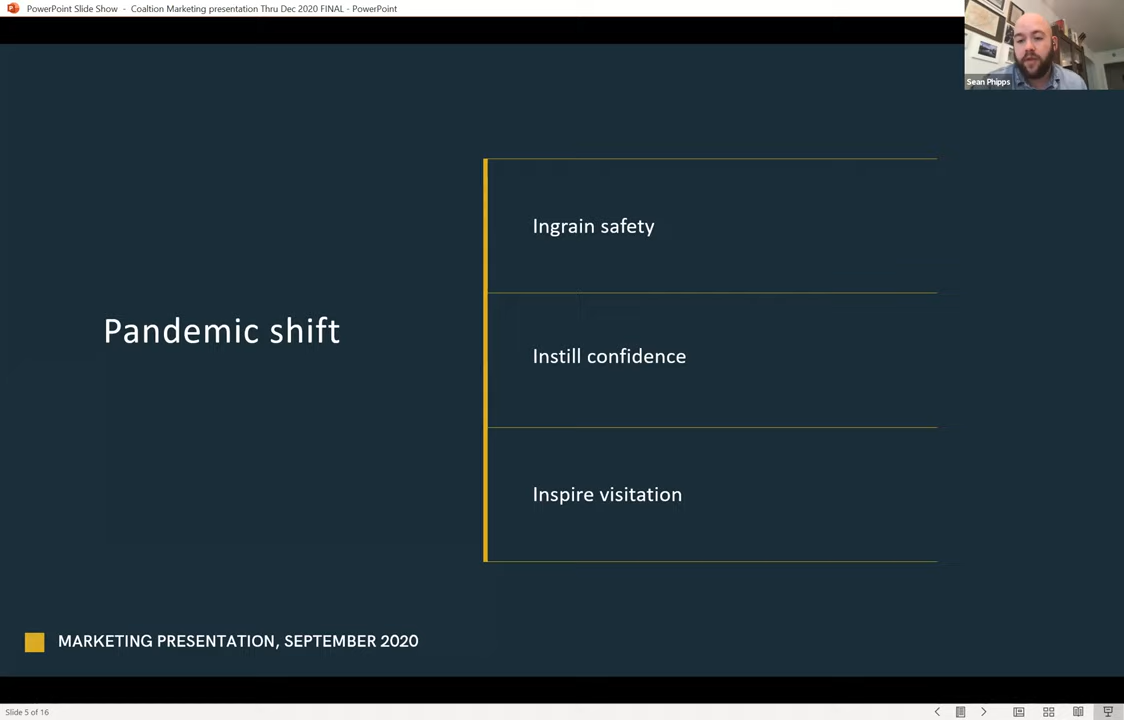 PowerPoint Slide Show - Coaltion Marketing presentation Thru Dec 2020 FINAL - PowerPoint
Sean Phipps
Ingrain safety
Pandemic shift
Instill confidence
Inspire visitation
MARKETING PRESENTATION, SEPTEMBER 2020
Slide 5 of 16